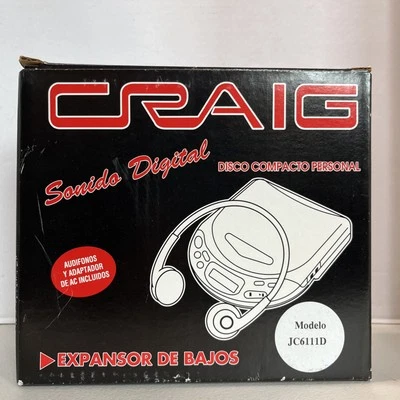 CRAIG
Sonido Digital
DISCO COMPACTO PERSONAL
AUDIFONOS
Y ADAPTADOR
DE AC INCLUIDOS
Modelo
JC6111D
EXPANSOR DE BAJOS